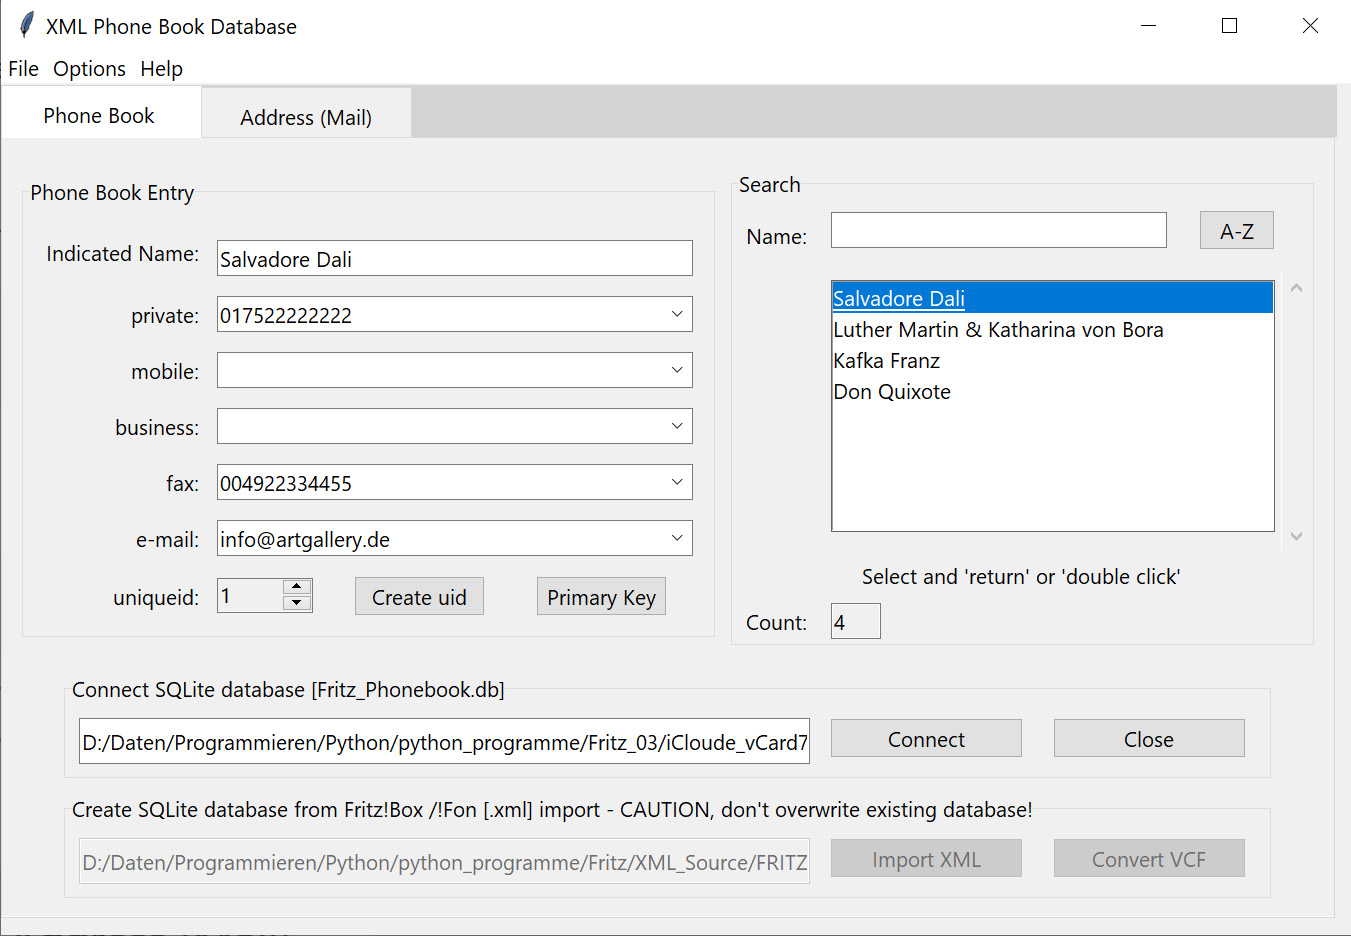 XML Phone Book Database
File Options Help
Phone Book
Address (Mail)
Phone Book Entry
Indicated Name: Salvadore Dali
private: 017522222222
mobile:
business:
fax: 004922334455
e-mail: info@artgallery.de
uniqueid: 1 Create uid Primary Key
Search
Name: A-Z
Salvadore Dali
Luther Martin & Katharina von Bora
Kafka Franz
Don Quixote
Select and 'return' or 'double click'
Count: 4
Connect SQLite database [Fritz_Phonebook.db]
D:/Daten/Programmieren/Python/python_programme/Fritz_03/iCloude_vCard7 Connect Close
Create SQLite database from Fritz!Box /!Fon [.xml] import - CAUTION, don't overwrite existing database!
D:/Daten/Programmieren/Python/python_programme/Fritz/XML_Source/FRITZ Import XML Convert VCF